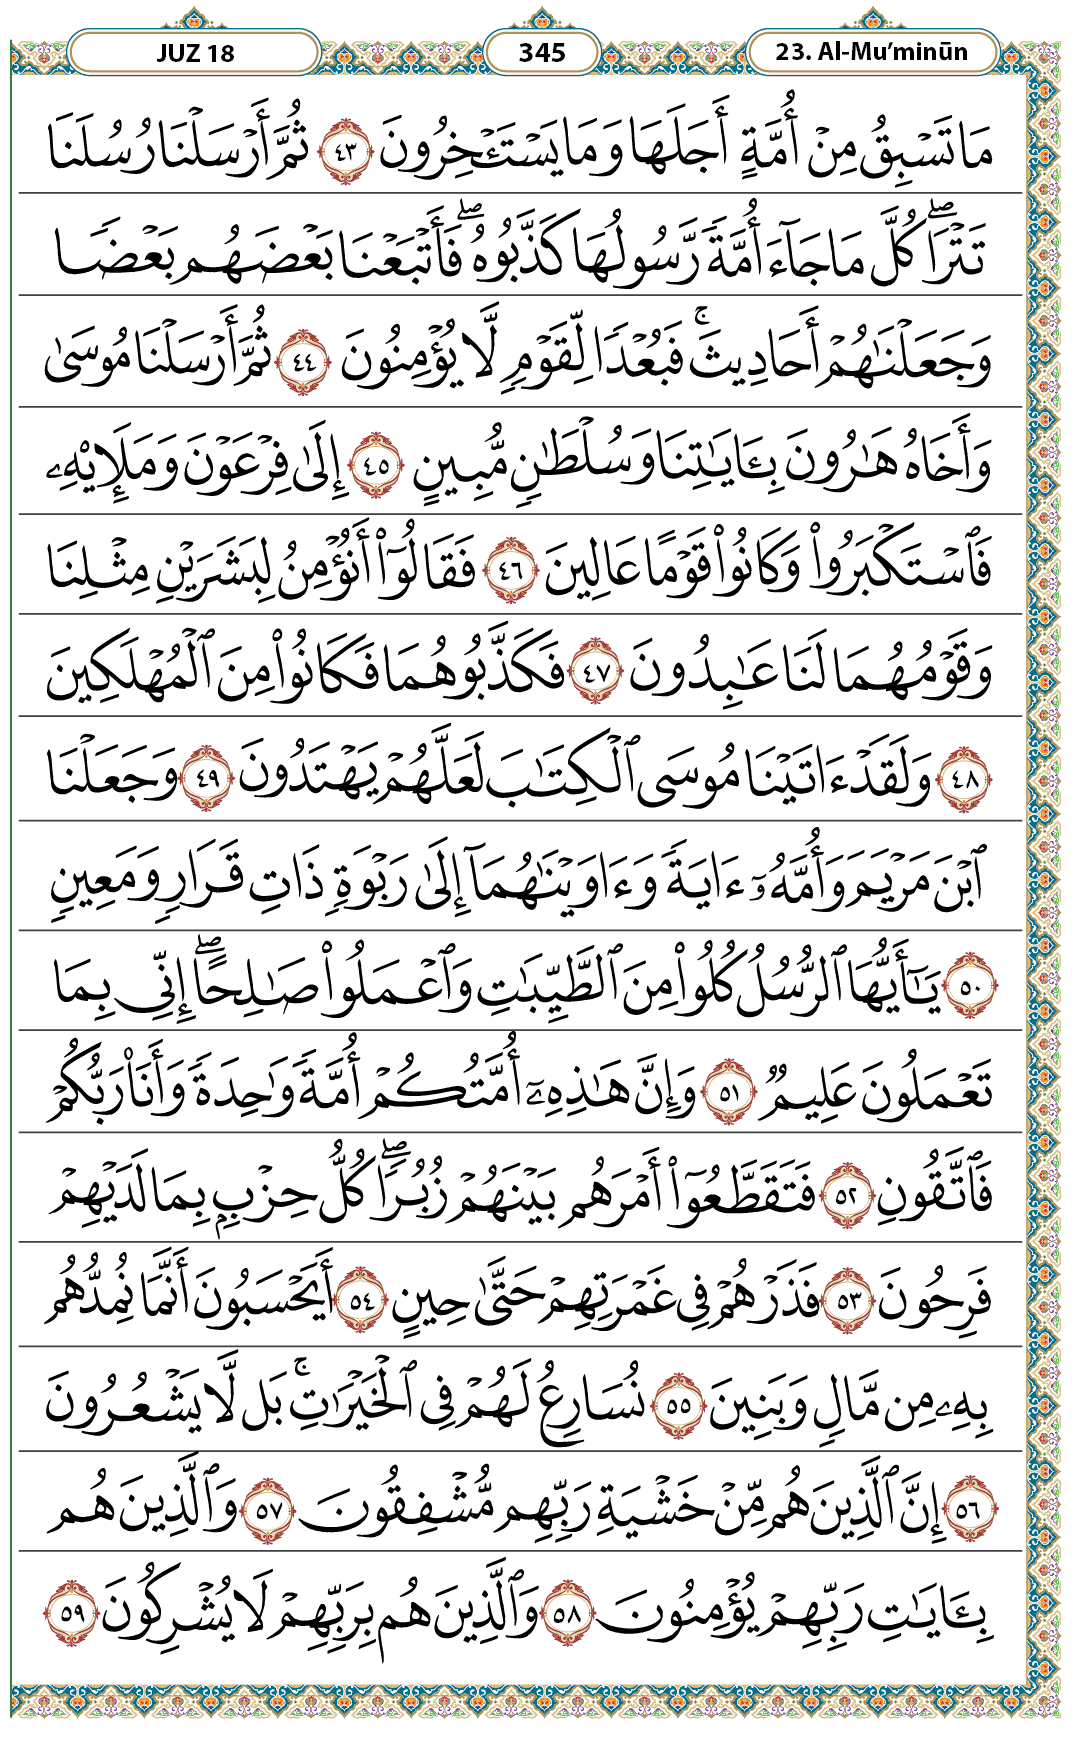 JUZ 18
345
23. Al-Mu’minūn
مَا تَسْبِقُ مِنْ أُمَّةٍ أَجَلَهَا وَمَا يَسْتَـْٔخِرُونَ ٤٣ ثُمَّ أَرْسَلْنَا رُسُلَنَا
تَتْرَاۖ كُلَّ مَا جَآءَ أُمَّةً رَّسُولُهَا كَذَّبُوهُۖ فَأَتْبَعْنَا بَعْضَهُم بَعْضًا
وَجَعَلْنَٰهُمْ أَحَادِيثَۚ فَبُعْدًا لِّقَوْمٍ لَّا يُؤْمِنُونَ ٤٤ ثُمَّ أَرْسَلْنَا مُوسَىٰ
وَأَخَاهُ هَٰرُونَ بِـَٔايَٰتِنَا وَسُلْطَٰنٍ مُّبِينٍ ٤٥ إِلَىٰ فِرْعَوْنَ وَمَلَإِي۟هِۦ
فَٱسْتَكْبَرُوا۟ وَكَانُوا۟ قَوْمًا عَالِينَ ٤٦ فَقَالُوٓا۟ أَنُؤْمِنُ لِبَشَرَيْنِ مِثْلِنَا
وَقَوْمُهُمَا لَنَا عَٰبِدُونَ ٤٧ فَكَذَّبُوهُمَا فَكَانُوا۟ مِنَ ٱلْمُهْلَكِينَ
٤٨ وَلَقَدْ ءَاتَيْنَا مُوسَى ٱلْكِتَٰبَ لَعَلَّهُمْ يَهْتَدُونَ ٤٩ وَجَعَلْنَا
ٱبْنَ مَرْيَمَ وَأُمَّهُۥٓ ءَايَةً وَءَاوَيْنَٰهُمَآ إِلَىٰ رَبْوَةٍ ذَاتِ قَرَارٍ وَمَعِينٍ
٥٠ يَٰٓأَيُّهَا ٱلرُّسُلُ كُلُوا۟ مِنَ ٱلطَّيِّبَٰتِ وَٱعْمَلُوا۟ صَٰلِحًاۖ إِنِّى بِمَا
تَعْمَلُونَ عَلِيمٌ ٥١ وَإِنَّ هَٰذِهِۦٓ أُمَّتُكُمْ أُمَّةً وَٰحِدَةً وَأَنَا۠ رَبُّكُمْ
فَٱتَّقُونِ ٥٢ فَتَقَطَّعُوٓا۟ أَمْرَهُم بَيْنَهُمْ زُبُرًاۖ كُلُّ حِزْبٍۭ بِمَا لَدَيْهِمْ
فَرِحُونَ ٥٣ فَذَرْهُمْ فِى غَمْرَتِهِمْ حَتَّىٰ حِينٍ ٥٤ أَيَحْسَبُونَ أَنَّمَا نُمِدُّهُم
بِهِۦ مِن مَّالٍ وَبَنِينَ ٥٥ نُسَارِعُ لَهُمْ فِى ٱلْخَيْرَٰتِۚ بَل لَّا يَشْعُرُونَ
٥٦ إِنَّ ٱلَّذِينَ هُم مِّنْ خَشْيَةِ رَبِّهِم مُّشْفِقُونَ ٥٧ وَٱلَّذِينَ هُم
بِـَٔايَٰتِ رَبِّهِمْ يُؤْمِنُونَ ٥٨ وَٱلَّذِينَ هُم بِرَبِّهِمْ لَا يُشْرِكُونَ ٥٩